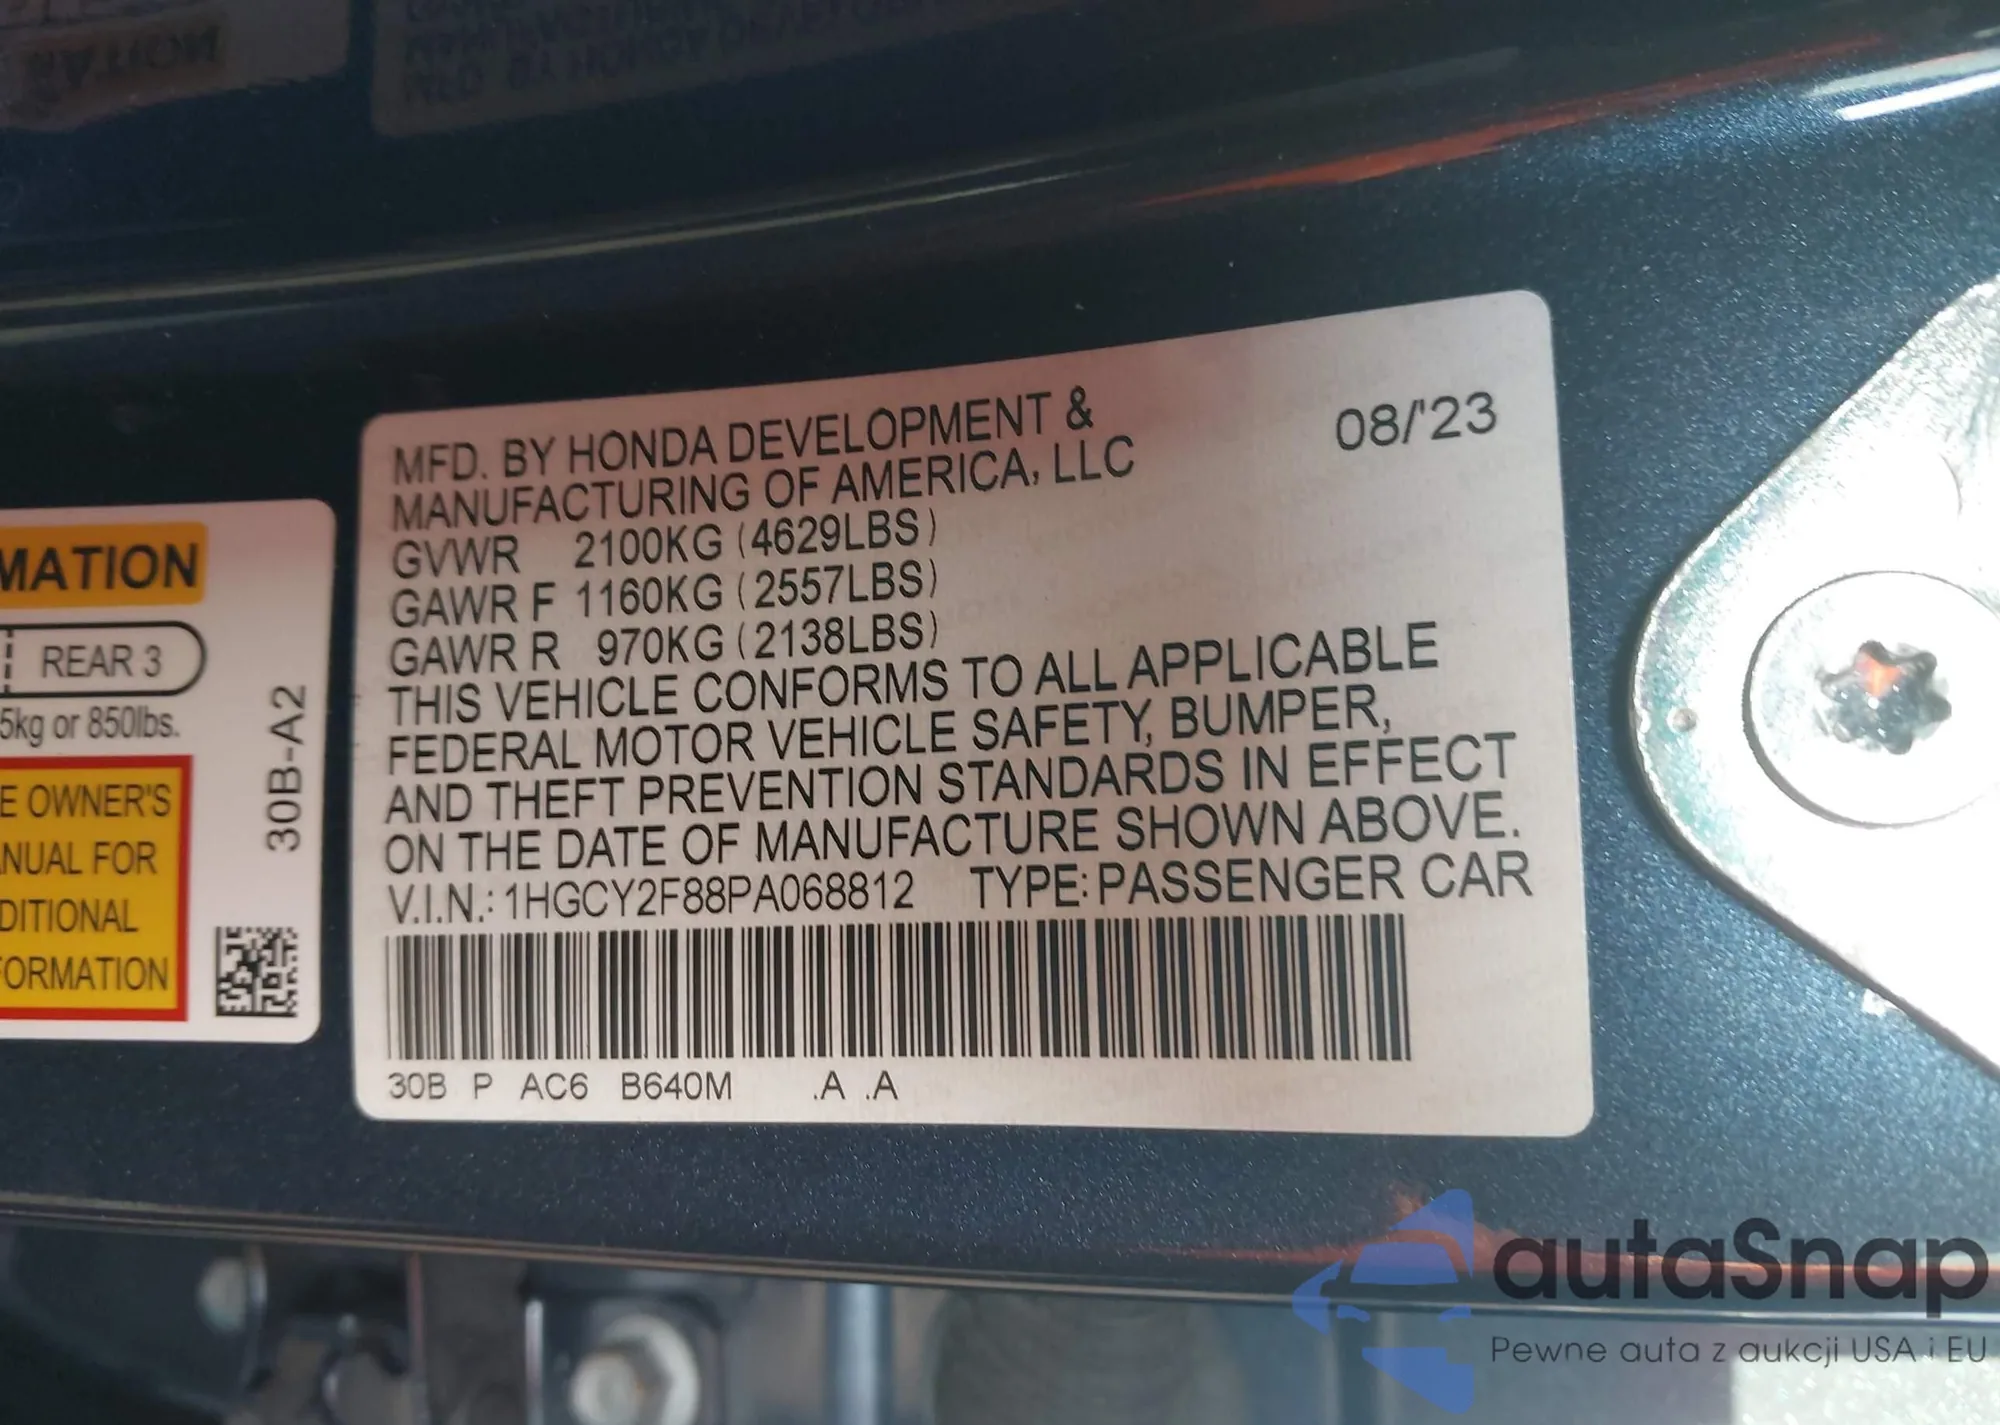 MATION
REAR 3
5kg or 850lbs.
E OWNER'S
NUAL FOR
DITIONAL
FORMATION
30B-A2
MFD. BY HONDA DEVELOPMENT &
MANUFACTURING OF AMERICA, LLC
08/'23
GVWR 2100KG (4629LBS)
GAWR F 1160KG (2557LBS)
GAWR R 970KG (2138LBS)
THIS VEHICLE CONFORMS TO ALL APPLICABLE
FEDERAL MOTOR VEHICLE SAFETY, BUMPER,
AND THEFT PREVENTION STANDARDS IN EFFECT
ON THE DATE OF MANUFACTURE SHOWN ABOVE.
V.I.N.: 1HGCY2F88PA068812 TYPE: PASSENGER CAR
30B P AC6 B640M .A .A
autaSnap
Pewne auta z aukcji USA i EU